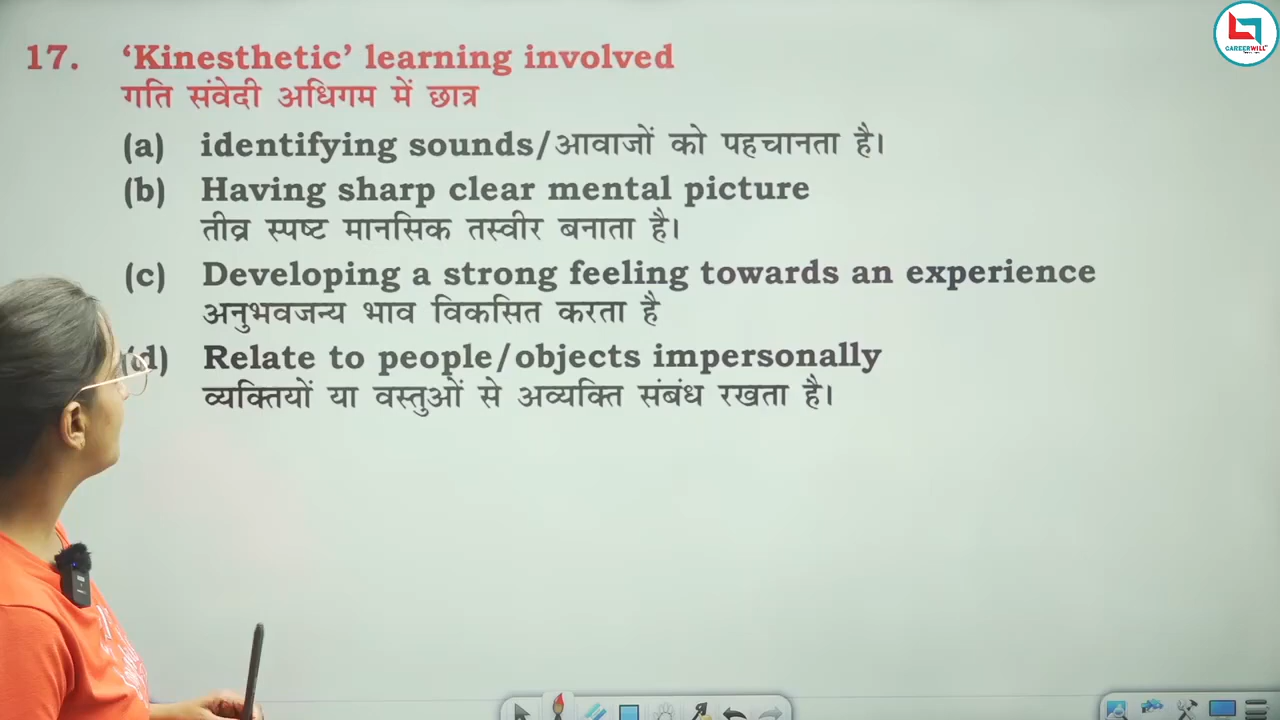 CAREERWILL
17. ‘Kinesthetic’ learning involved
गति संवेदी अधिगम में छात्र
(a) identifying sounds/आवाजों को पहचानता है।
(b) Having sharp clear mental picture
तीव्र स्पष्ट मानसिक तस्वीर बनाता है।
(c) Developing a strong feeling towards an experience
अनुभवजन्य भाव विकसित करता है
(d) Relate to people/objects impersonally
व्यक्तियों या वस्तुओं से अव्यक्ति संबंध रखता है।